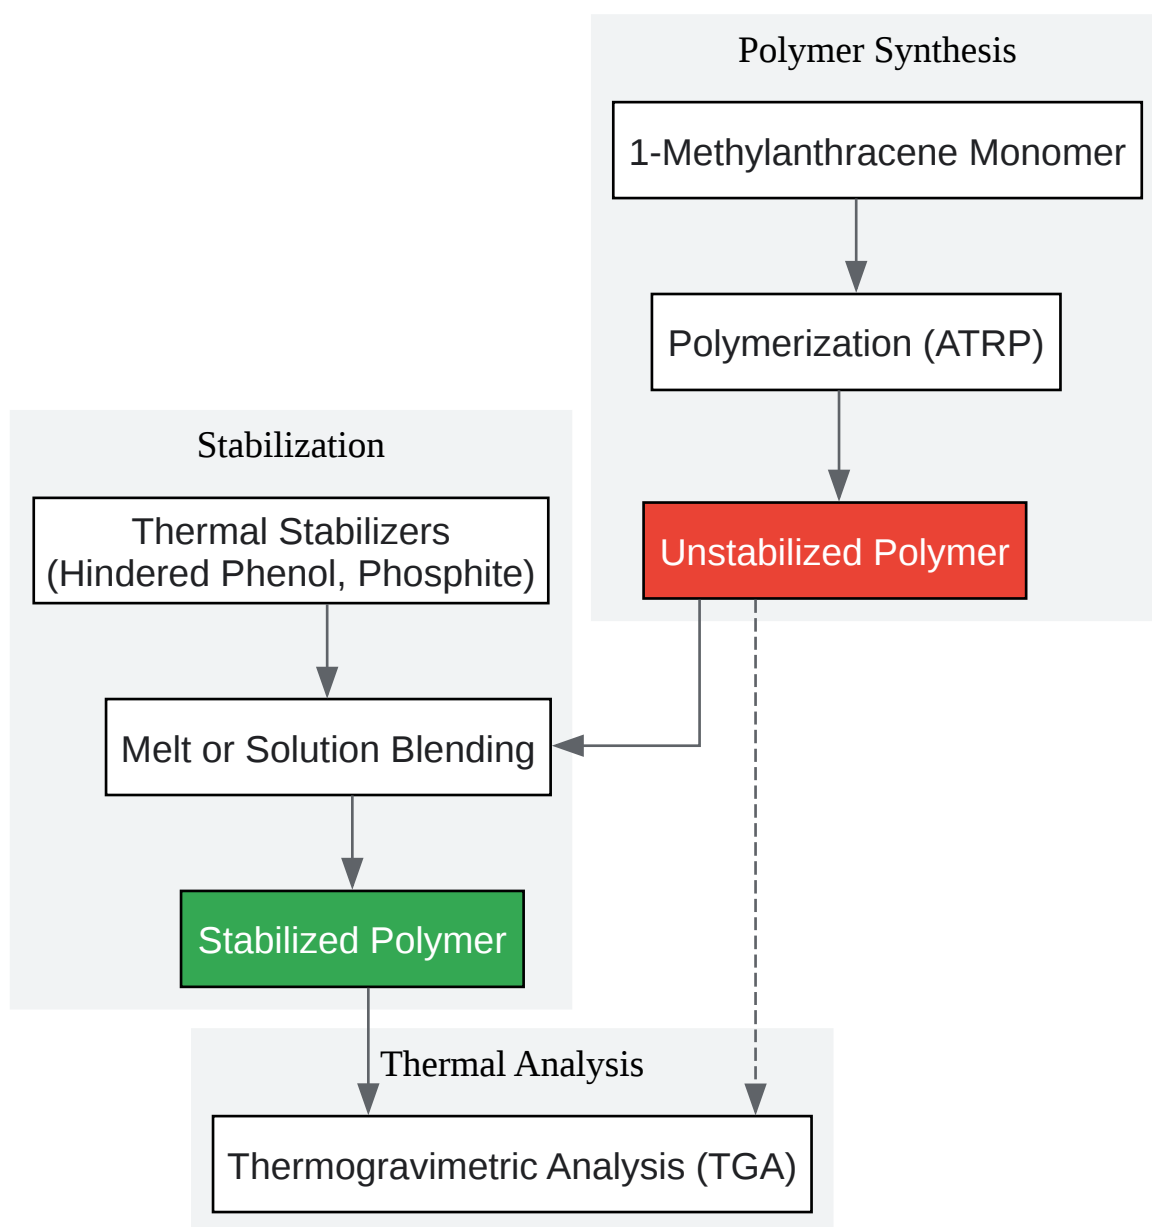 Polymer Synthesis
1-Methylanthracene Monomer
Polymerization (ATRP)
Unstabilized Polymer
Stabilization
Thermal Stabilizers
(Hindered Phenol, Phosphite)
Melt or Solution Blending
Stabilized Polymer
Thermal Analysis
Thermogravimetric Analysis (TGA)